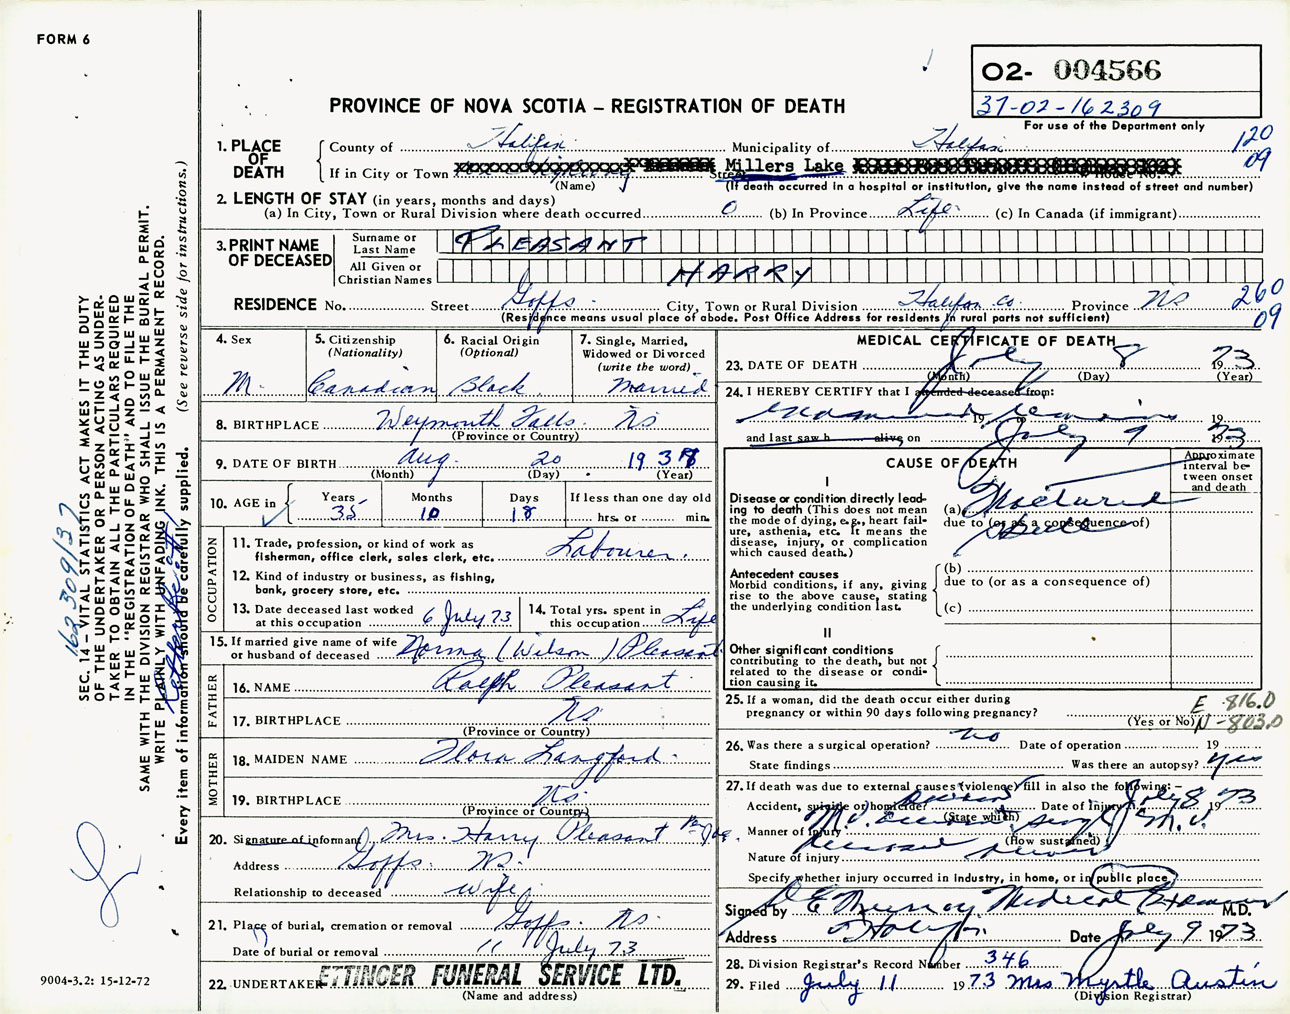 FORM 6
O2- 004566
37-02-162309
For use of the Department only
PROVINCE OF NOVA SCOTIA – REGISTRATION OF DEATH
120
09
1. PLACE OF DEATH
County of Halifax Municipality of Halifax
If in City or Town Street Millers Lake
(Name) (If death occurred in a hospital or institution, give the name instead of street and number)
2. LENGTH OF STAY (in years, months and days)
(a) In City, Town or Rural Division where death occurred 0 (b) In Province Life (c) In Canada (if immigrant)
3. PRINT NAME OF DECEASED
Surname or Last Name PLEASANT
All Given or Christian Names HARRY
RESIDENCE No. Street Goffs. City, Town or Rural Division Halifax Co. Province NS
260
09
(Residence means usual place of abode. Post Office Address for residents in rural parts not sufficient)
4. Sex M.
5. Citizenship (Nationality) Canadian
6. Racial Origin (Optional) Black
7. Single, Married, Widowed or Divorced (write the word) Married
8. BIRTHPLACE Weymouth Falls NS
(Province or Country)
9. DATE OF BIRTH Aug. 20 1938
(Month) (Day) (Year)
10. AGE in Years 35 Months 10 Days 18 If less than one day old hrs. or min.
OCCUPATION
11. Trade, profession, or kind of work as fisherman, office clerk, sales clerk, etc. Labourer.
12. Kind of industry or business, as fishing, bank, grocery store, etc.
13. Date deceased last worked at this occupation 6 July 73
14. Total yrs. spent in this occupation Life
15. If married give name of wife or husband of deceased Norma (Wilson) Pleasant
FATHER
16. NAME Ralph Pleasant
17. BIRTHPLACE NS
(Province or Country)
MOTHER
18. MAIDEN NAME Flora Langford.
19. BIRTHPLACE NS.
(Province or Country)
20. Signature of informant Mrs. Harry Pleasant
Address Goffs. NS.
Relationship to deceased Wife
21. Place of burial, cremation or removal Goffs. NS.
Date of burial or removal 11 July 73
22. UNDERTAKER ETTINGER FUNERAL SERVICE LTD.
(Name and address)
MEDICAL CERTIFICATE OF DEATH
23. DATE OF DEATH July 8 1973
(Month) (Day) (Year)
24. I HEREBY CERTIFY that I attended deceased from:
examined remains 19
and last saw h alive on July 9 1973
CAUSE OF DEATH
Approximate interval between onset and death
I
Disease or condition directly leading to death (This does not mean the mode of dying, e.g., heart failure, asthenia, etc. It means the disease, injury, or complication which caused death.)
(a) Fractured
due to (or as a consequence of)
Skull
Antecedent causes
Morbid conditions, if any, giving rise to the above cause, stating the underlying condition last.
(b)
due to (or as a consequence of)
(c)
II
Other significant conditions contributing to the death, but not related to the disease or condition causing it.
25. If a woman, did the death occur either during pregnancy or within 90 days following pregnancy?
(Yes or No)
E 816.0
N-803.0
26. Was there a surgical operation? No Date of operation 19
State findings Was there an autopsy? Yes
27. If death was due to external causes (violence) fill in also the following:–
Accident, suicide or homicide? Accident Date of Injury July 8 1973
(State which)
Manner of injury M.V. accident single M.V.
(How sustained)
Nature of injury
Specify whether injury occurred in industry, in home, or in public place
Signed by Medical Examiner M.D.
Address Halifax Date July 9 1973
28. Division Registrar's Record Number 346
29. Filed July 11 1973 Mrs Myrtle Austin
(Division Registrar)
SEC. 14 – VITAL STATISTICS ACT MAKES IT THE DUTY
OF THE UNDERTAKER OR PERSON ACTING AS UNDERTAKER TO OBTAIN ALL THE PARTICULARS REQUIRED
IN THE "REGISTRATION OF DEATH" AND TO FILE THE
SAME WITH THE DIVISION REGISTRAR WHO SHALL ISSUE THE BURIAL PERMIT.
WRITE PLAINLY WITH UNFADING INK. THIS IS A PERMANENT RECORD.
Every item of information should be carefully supplied. (See reverse side for instructions.)
162309/37
9004-3.2: 15-12-72